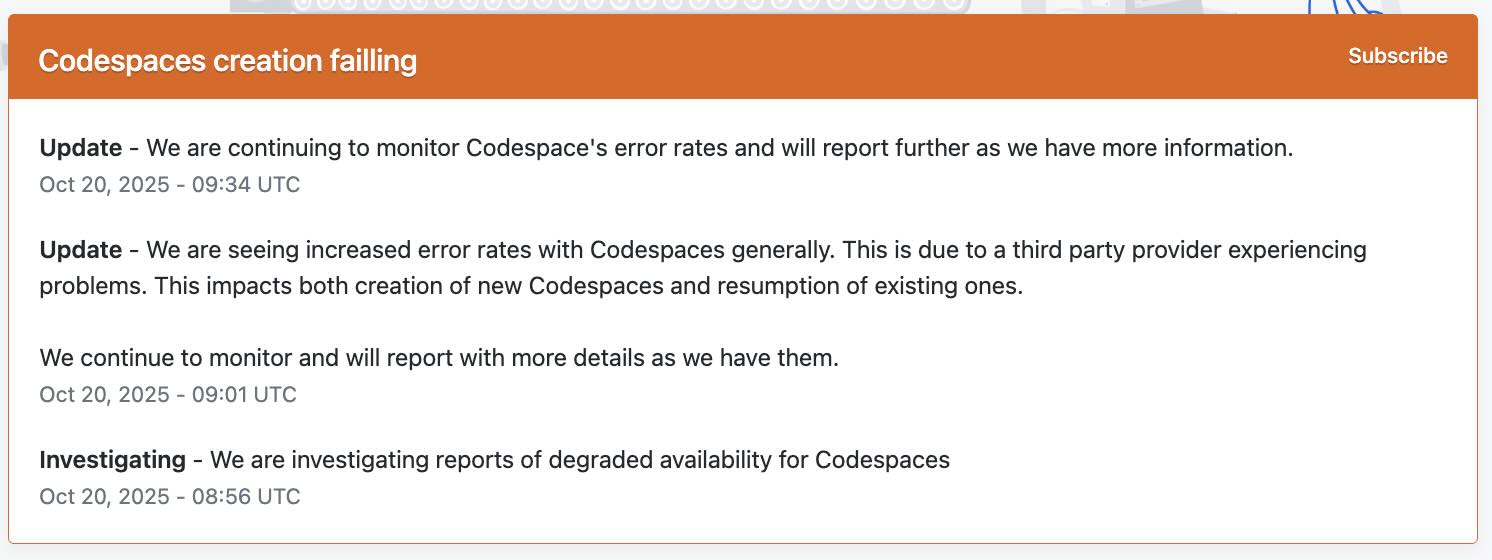 Codespaces creation failling
Subscribe
Update - We are continuing to monitor Codespace's error rates and will report further as we have more information.
Oct 20, 2025 - 09:34 UTC
Update - We are seeing increased error rates with Codespaces generally. This is due to a third party provider experiencing
problems. This impacts both creation of new Codespaces and resumption of existing ones.
We continue to monitor and will report with more details as we have them.
Oct 20, 2025 - 09:01 UTC
Investigating - We are investigating reports of degraded availability for Codespaces
Oct 20, 2025 - 08:56 UTC